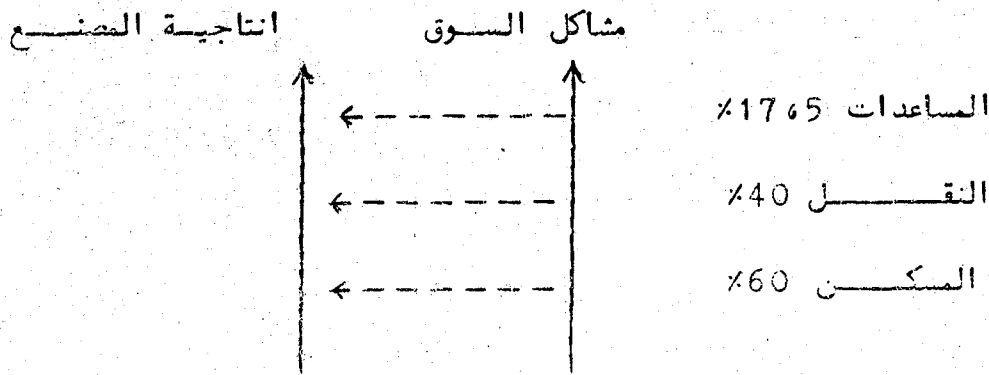 مشاكل السوق انتاجية المصنع
المساعدات 17،5%
النقل 40%
المسكن 60%